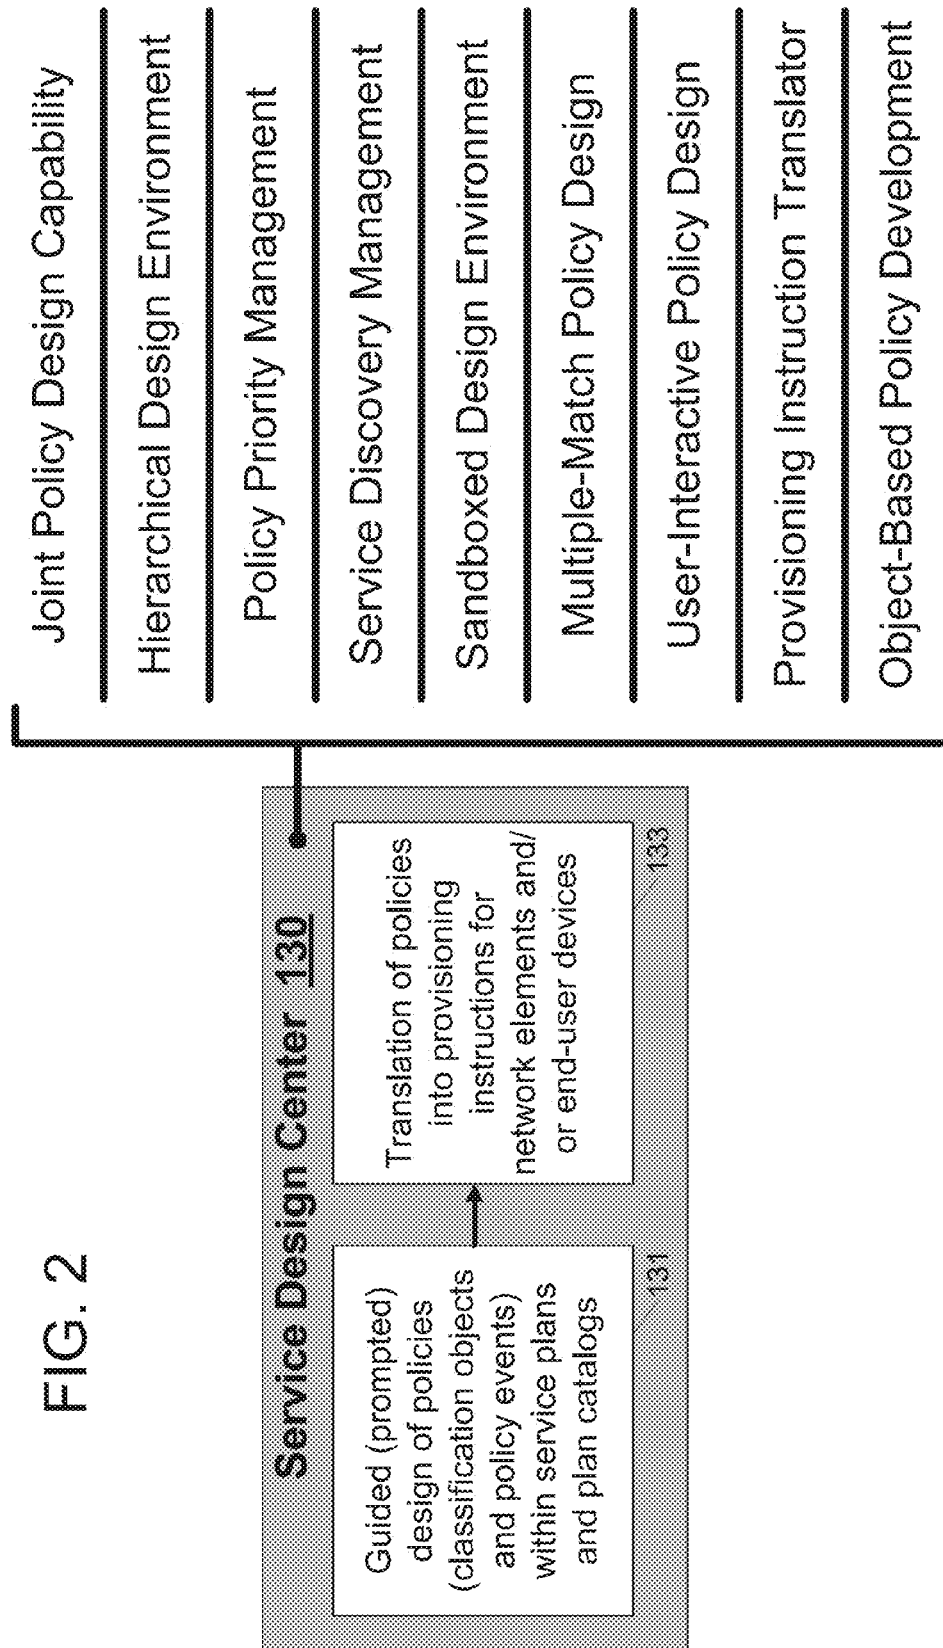 FIG. 2
Service Design Center 130
Guided (prompted)
design of policies
(classification objects
and policy events)
within service plans
and plan catalogs
131
Translation of policies
into provisioning
instructions for
network elements and/
or end-user devices
133
Joint Policy Design Capability
Hierarchical Design Environment
Policy Priority Management
Service Discovery Management
Sandboxed Design Environment
Multiple-Match Policy Design
User-Interactive Policy Design
Provisioning Instruction Translator
Object-Based Policy Development